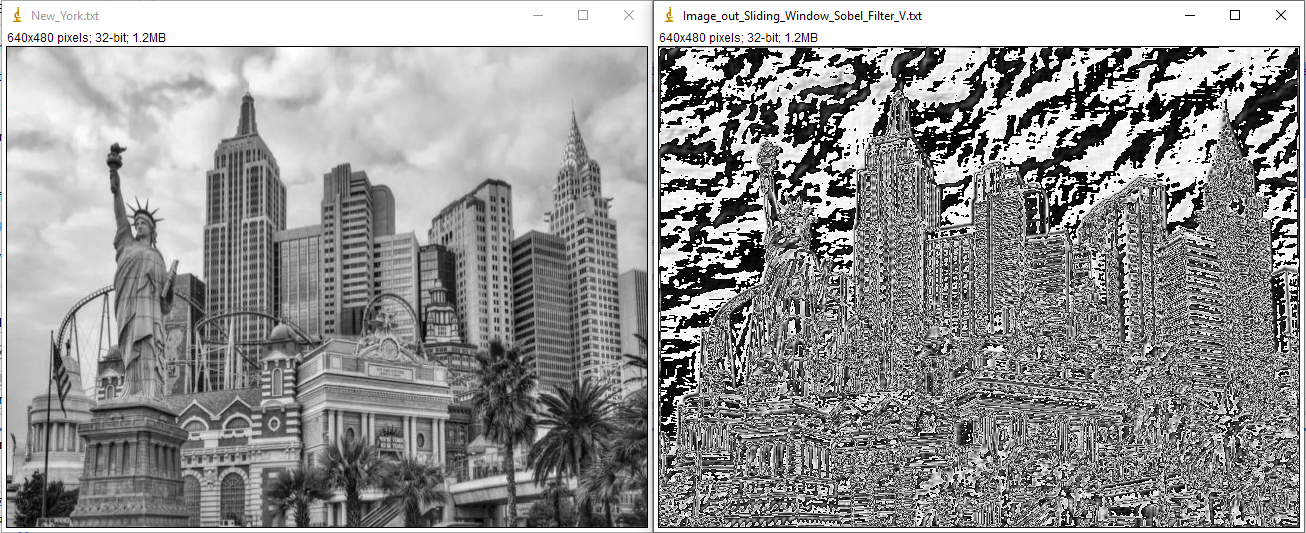 New_York.txt
640x480 pixels; 32-bit; 1.2MB
Image_out_Sliding_Window_Sobel_Filter_V.txt
640x480 pixels; 32-bit; 1.2MB